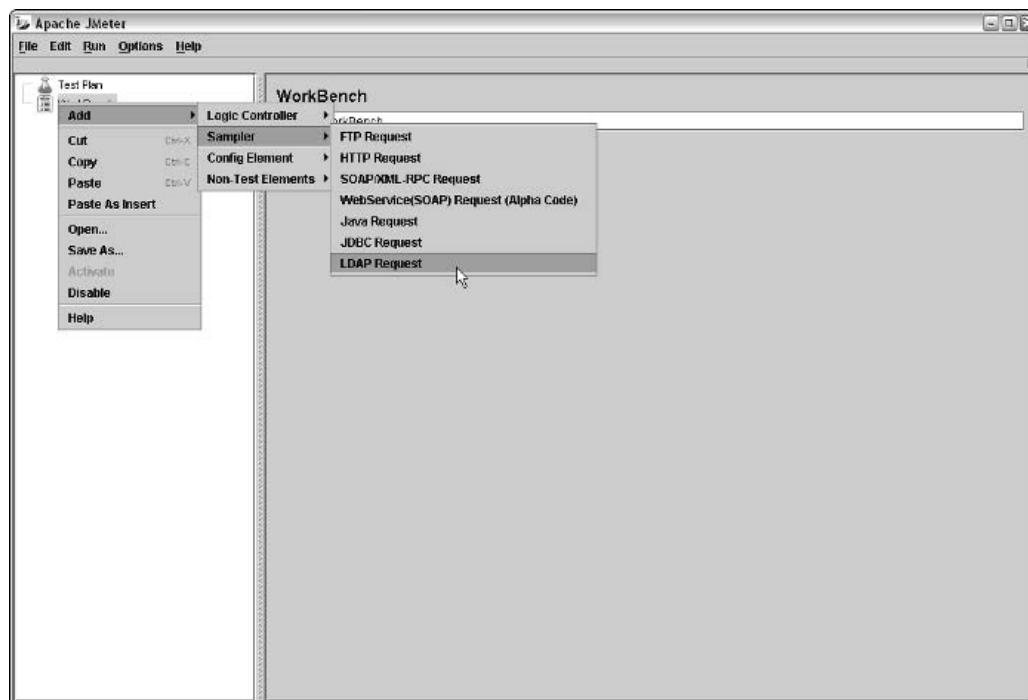 Apache JMeter
File Edit Run Options Help
Test Plan
WorkBench
Add
Cut Ctrl-X
Copy Ctrl-C
Paste Ctrl-V
Paste As Insert
Open...
Save As...
Activate
Disable
Help
Logic Controller
Sampler
Config Element
Non-Test Elements
FTP Request
HTTP Request
SOAP/XML-RPC Request
WebService(SOAP) Request (Alpha Code)
Java Request
JDBC Request
LDAP Request